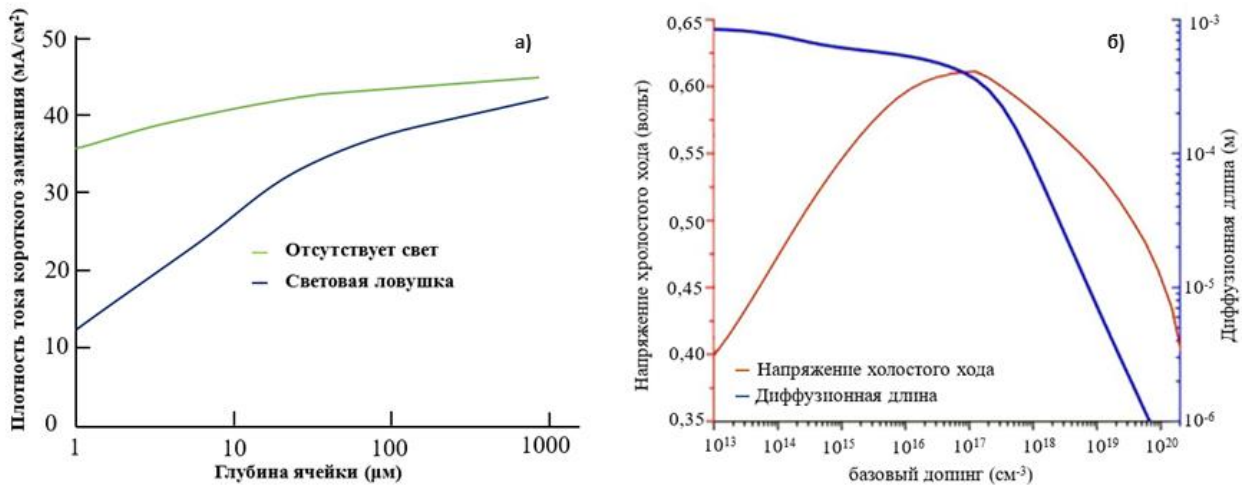 а)
Плотность тока короткого замикания (мА/см²)
50
40
30
20
10
0
1
10
100
1000
Глубина ячейки (µм)
Отсутствует свет
Световая ловушка
б)
Напряжение хролостого хода (вольт)
0,65
0,60
0,55
0,50
0,45
0,40
0.35
10¹³
10¹⁴
10¹⁵
10¹⁶
10¹⁷
10¹⁸
10¹⁹
10²⁰
базовый допинг (см⁻³)
Напряжение холостого хода
Диффузионная длина
10⁻³
10⁻⁴
10⁻⁵
10⁻⁶
Диффузионная длина (м)